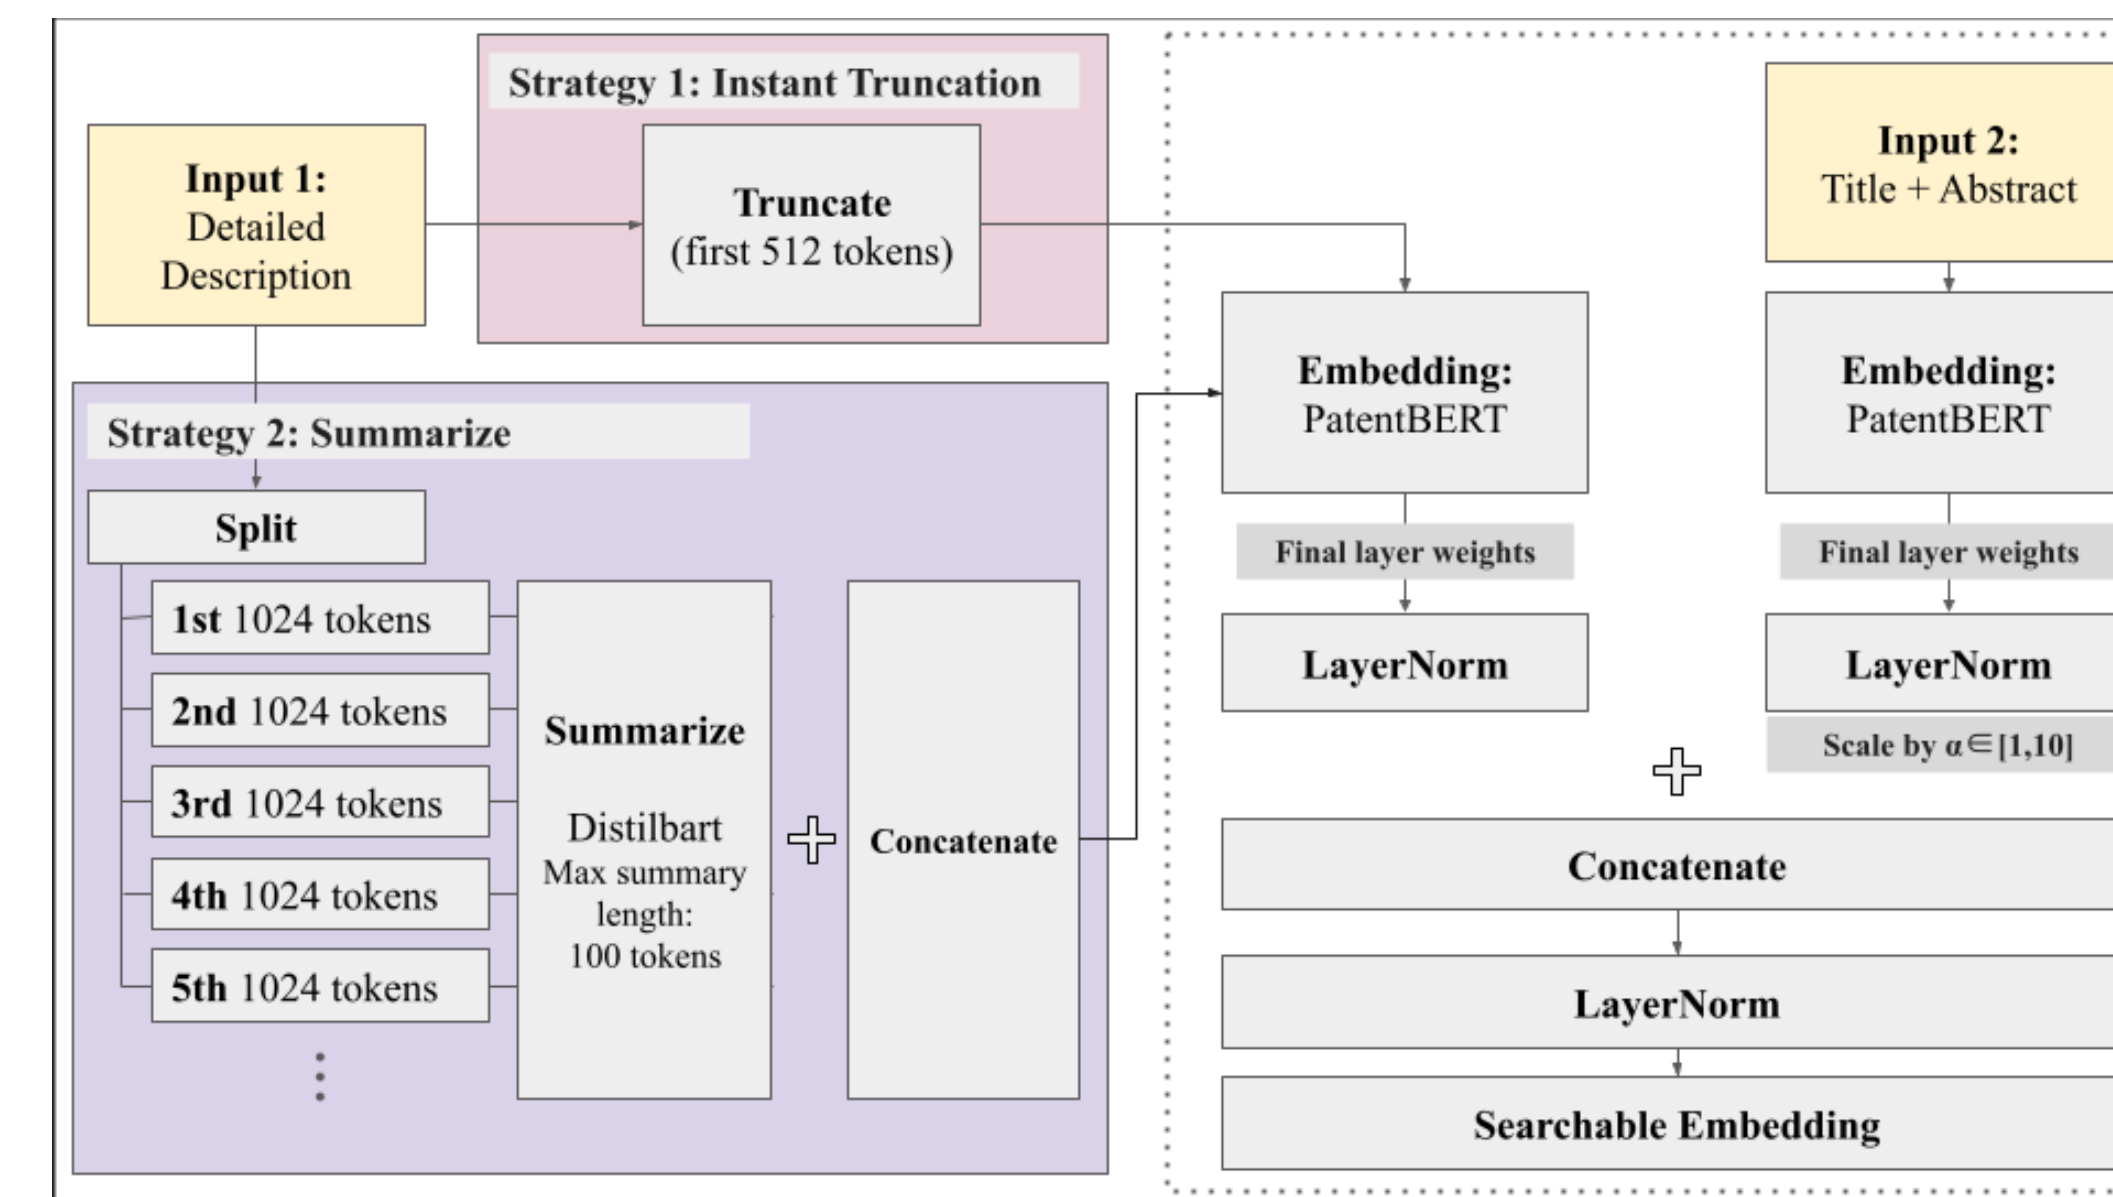 Strategy 1: Instant Truncation
Input 1:
Detailed
Description
Truncate
(first 512 tokens)
Strategy 2: Summarize
Split
1st 1024 tokens
2nd 1024 tokens
3rd 1024 tokens
4th 1024 tokens
5th 1024 tokens
Summarize
Distilbart
Max summary
length:
100 tokens
Concatenate
Input 2:
Title + Abstract
Embedding:
PatentBERT
Embedding:
PatentBERT
Final layer weights
Final layer weights
LayerNorm
LayerNorm
Scale by α∈[1,10]
Concatenate
LayerNorm
Searchable Embedding